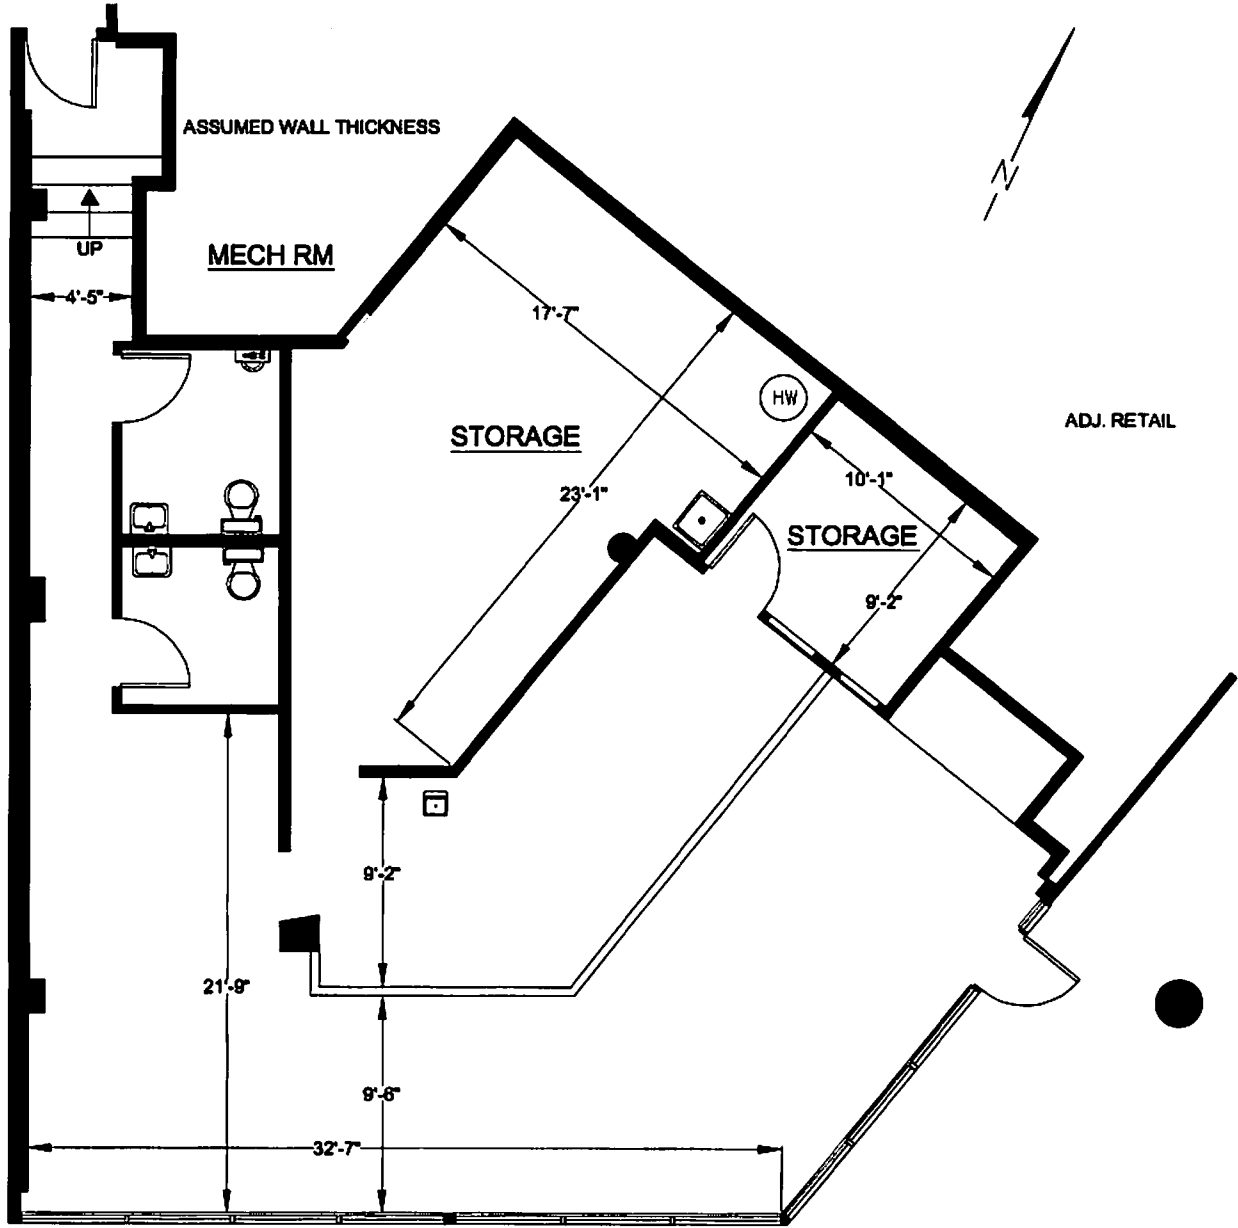 ASSUMED WALL THICKNESS
N
UP
MECH RM
4'-5"
17'-7"
HW
ADJ. RETAIL
STORAGE
10'-1"
23'-1"
STORAGE
9'-2"
9'-2"
21'-9"
9'-6"
32'-7"